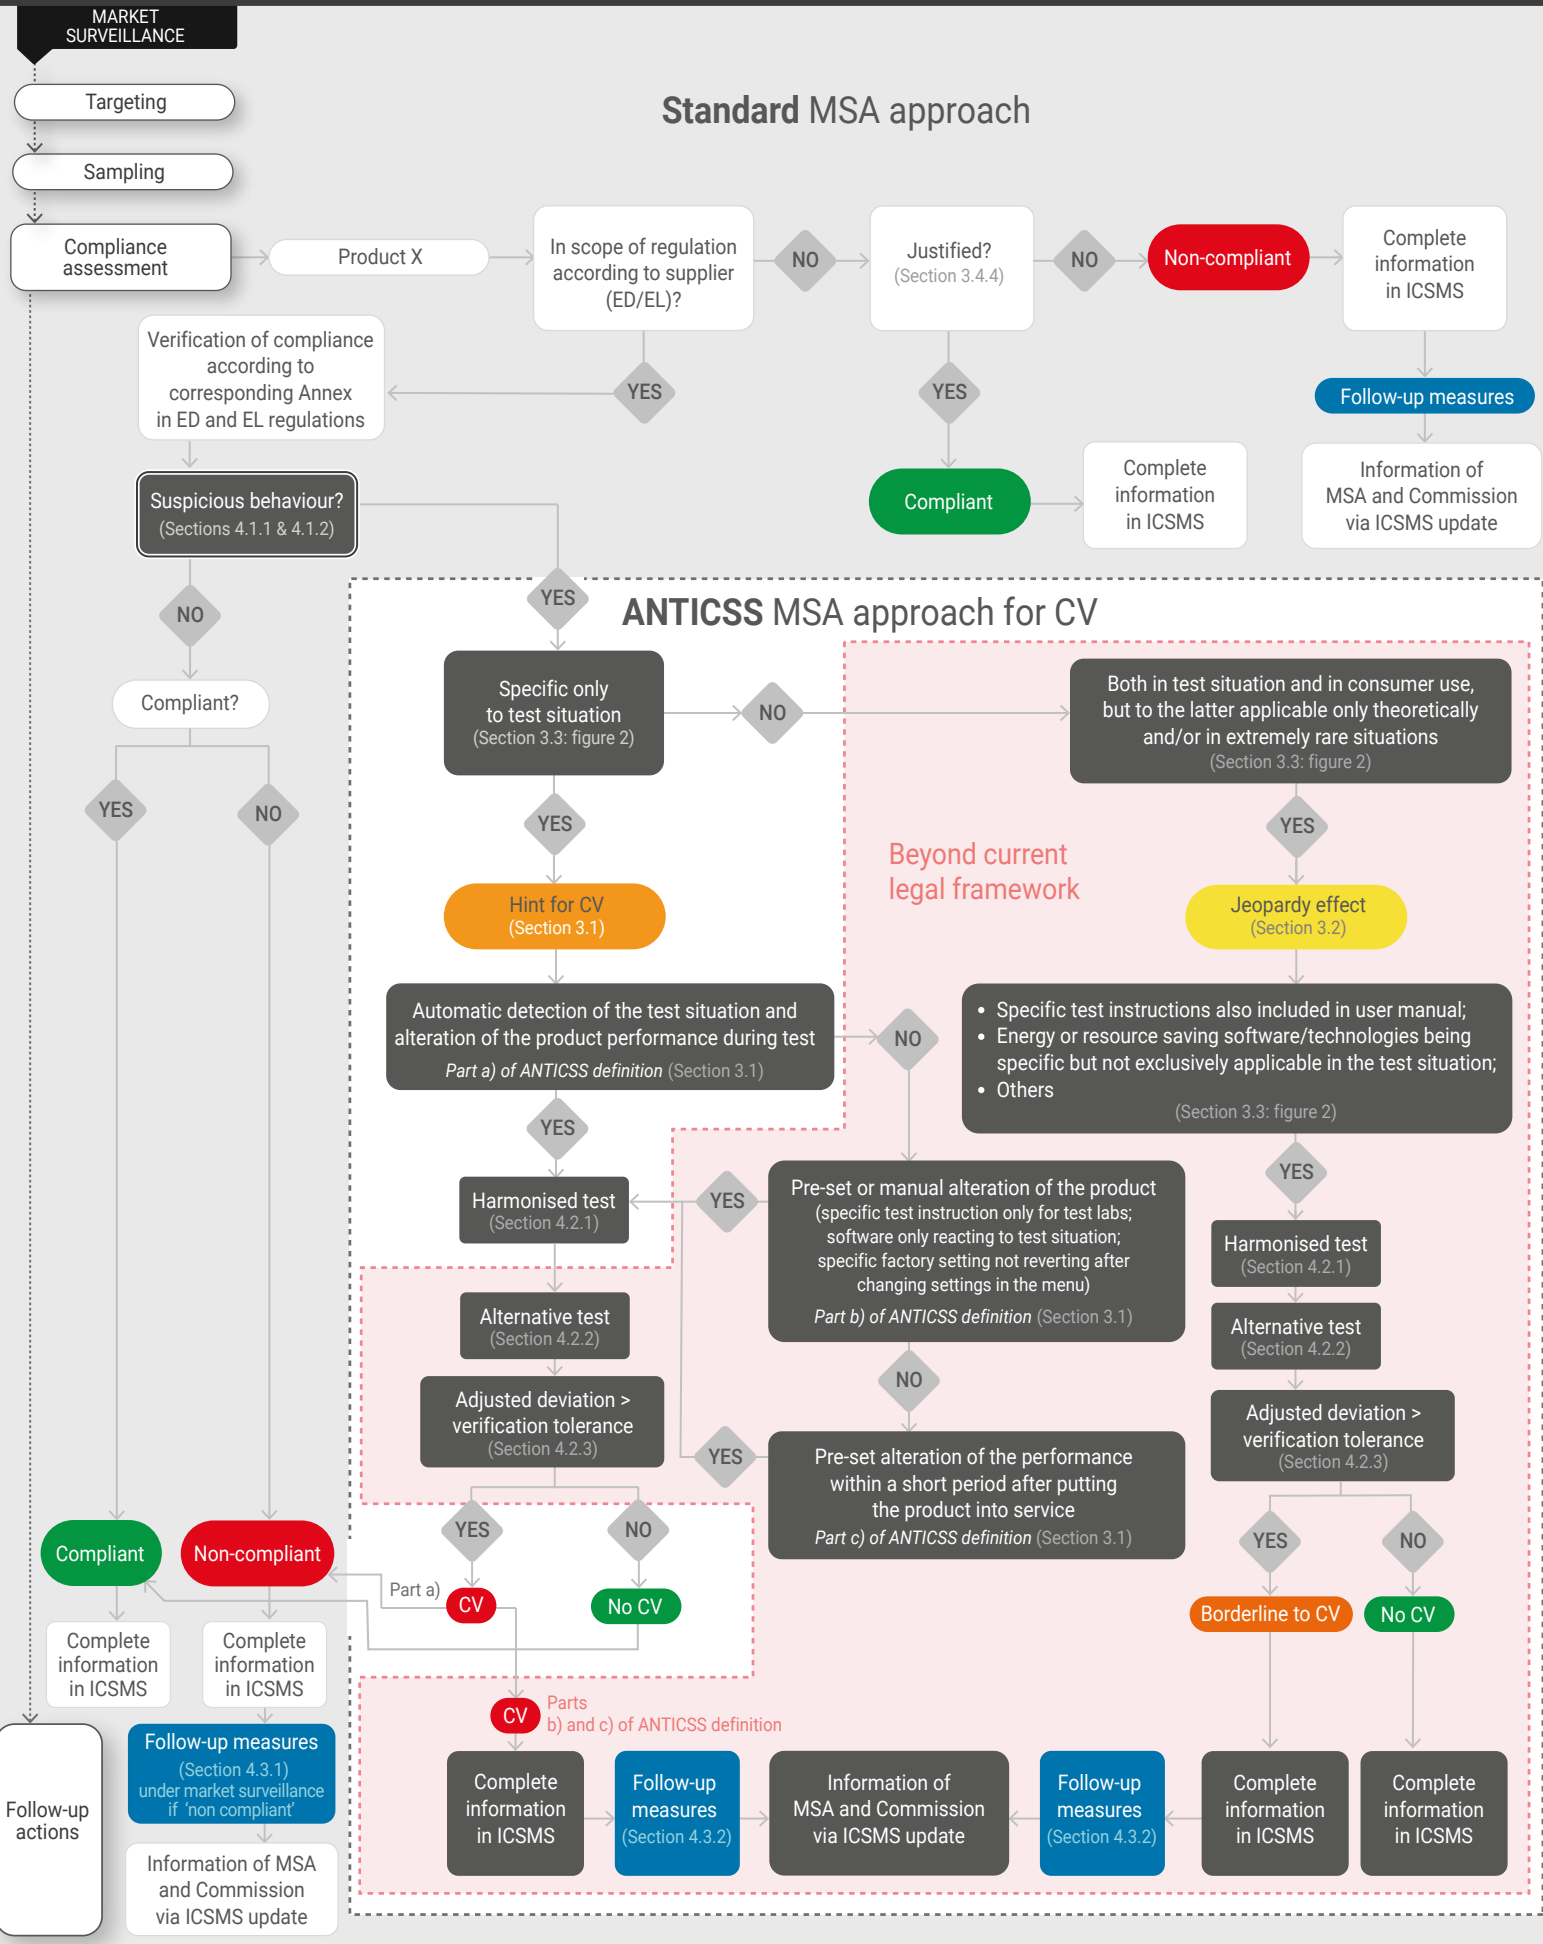 MARKET
SURVEILLANCE
Targeting
Sampling
Compliance
assessment
Standard MSA approach
Product X
In scope of regulation
according to supplier
(ED/EL)?
NO
Justified?
(Section 3.4.4)
NO
Non-compliant
Complete
information
in ICSMS
Follow-up measures
Information of
MSA and Commission
via ICSMS update
YES
YES
Compliant
Complete
information
in ICSMS
Verification of compliance
according to
corresponding Annex
in ED and EL regulations
Suspicious behaviour?
(Sections 4.1.1 & 4.1.2)
NO
Compliant?
YES
NO
YES
ANTICSS MSA approach for CV
Specific only
to test situation
(Section 3.3: figure 2)
NO
Both in test situation and in consumer use,
but to the latter applicable only theoretically
and/or in extremely rare situations
(Section 3.3: figure 2)
YES
YES
Beyond current
legal framework
Hint for CV
(Section 3.1)
Jeopardy effect
(Section 3.2)
Automatic detection of the test situation and
alteration of the product performance during test
Part a) of ANTICSS definition (Section 3.1)
NO
• Specific test instructions also included in user manual;
• Energy or resource saving software/technologies being
specific but not exclusively applicable in the test situation;
• Others
(Section 3.3: figure 2)
YES
YES
Harmonised test
(Section 4.2.1)
YES
Pre-set or manual alteration of the product
(specific test instruction only for test labs;
software only reacting to test situation;
specific factory setting not reverting after
changing settings in the menu)
Part b) of ANTICSS definition (Section 3.1)
Harmonised test
(Section 4.2.1)
Alternative test
(Section 4.2.2)
Alternative test
(Section 4.2.2)
NO
Adjusted deviation >
verification tolerance
(Section 4.2.3)
YES
Pre-set alteration of the performance
within a short period after putting
the product into service
Part c) of ANTICSS definition (Section 3.1)
Adjusted deviation >
verification tolerance
(Section 4.2.3)
YES
NO
YES
NO
Compliant
Non-compliant
Part a)
CV
No CV
Borderline to CV
No CV
Complete
information
in ICSMS
Complete
information
in ICSMS
CV
Parts
b) and c) of ANTICSS definition
Follow-up
actions
Follow-up measures
(Section 4.3.1)
under market surveillance
if 'non compliant'
Information of MSA
and Commission
via ICSMS update
Complete
information
in ICSMS
Follow-up
measures
(Section 4.3.2)
Information of
MSA and Commission
via ICSMS update
Follow-up
measures
(Section 4.3.2)
Complete
information
in ICSMS
Complete
information
in ICSMS